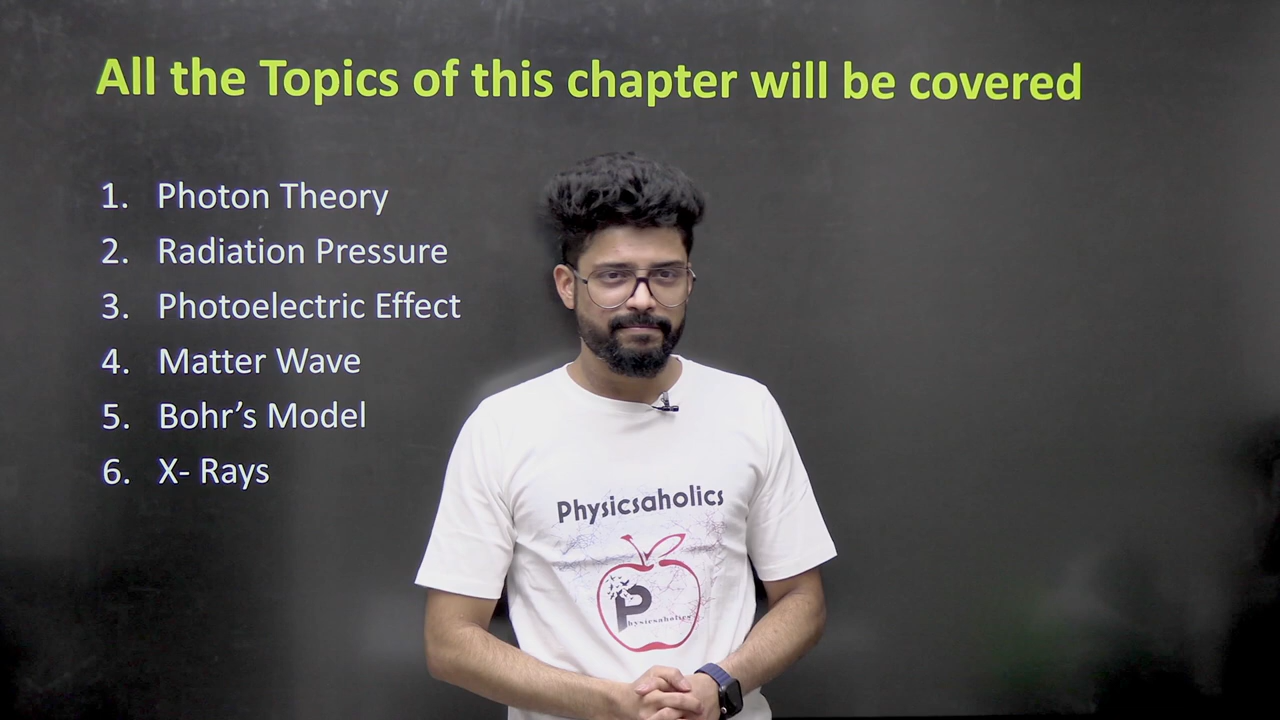 All the Topics of this chapter will be covered
1. Photon Theory
2. Radiation Pressure
3. Photoelectric Effect
4. Matter Wave
5. Bohr's Model
6. X- Rays
Physicsaholics
Physicsaholics